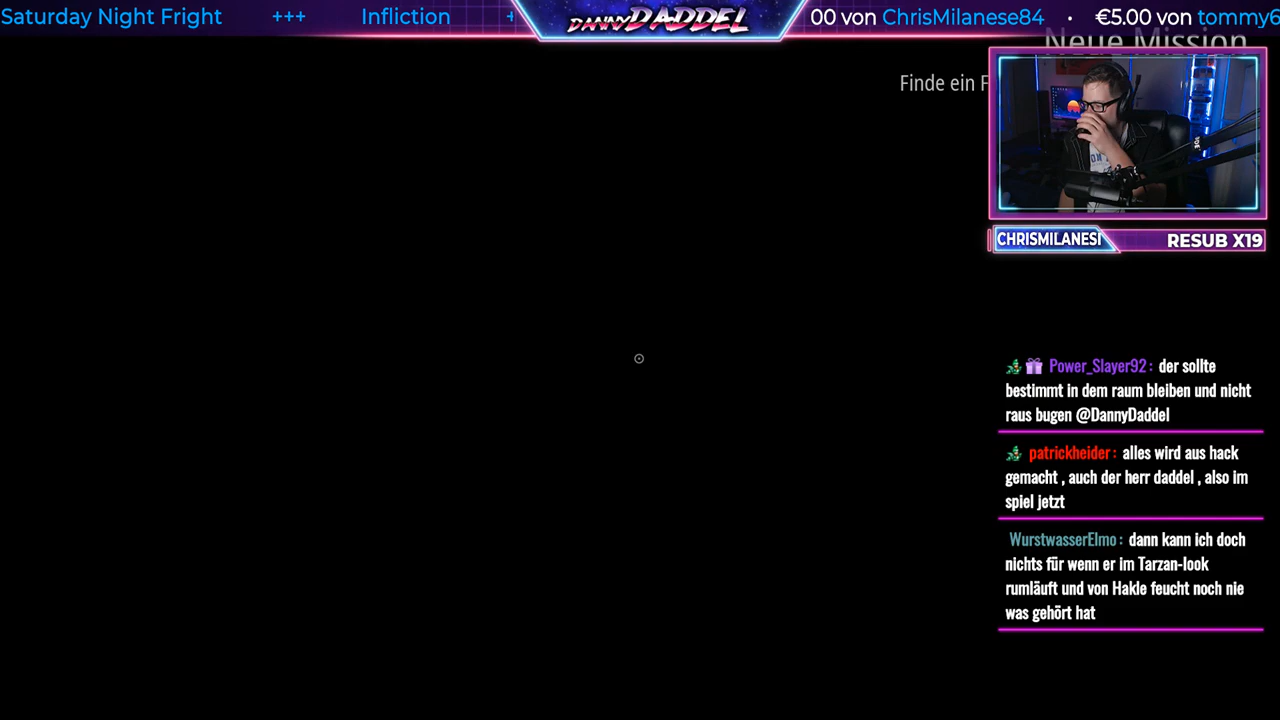 Saturday Night Fright +++ Infliction +
DANNYDADDEL
00 von ChrisMilanese84 • €5.00 von tommy6
Neue Mission
Finde ein F
CHRISMILANESI
RESUB X19
Power_Slayer92 : der sollte
bestimmt in dem raum bleiben und nicht
raus bugen @DannyDaddel
patrickheider : alles wird aus hack
gemacht , auch der herr daddel , also im
spiel jetzt
WurstwasserElmo : dann kann ich doch
nichts für wenn er im Tarzan-look
rumläuft und von Hakle feucht noch nie
was gehört hat